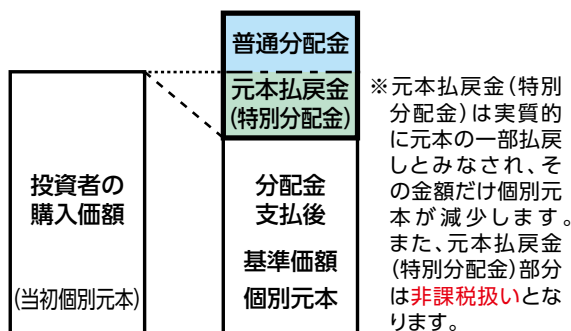 普通分配金
元本払戻金
(特別分配金)
投資者の
購入価額
(当初個別元本)
分配金
支払後
基準価額
個別元本
※元本払戻金(特別
分配金)は実質的
に元本の一部払戻
しとみなされ、そ
の金額だけ個別元
本が減少します。
また、元本払戻金
(特別分配金)部分
は非課税扱いとな
ります。